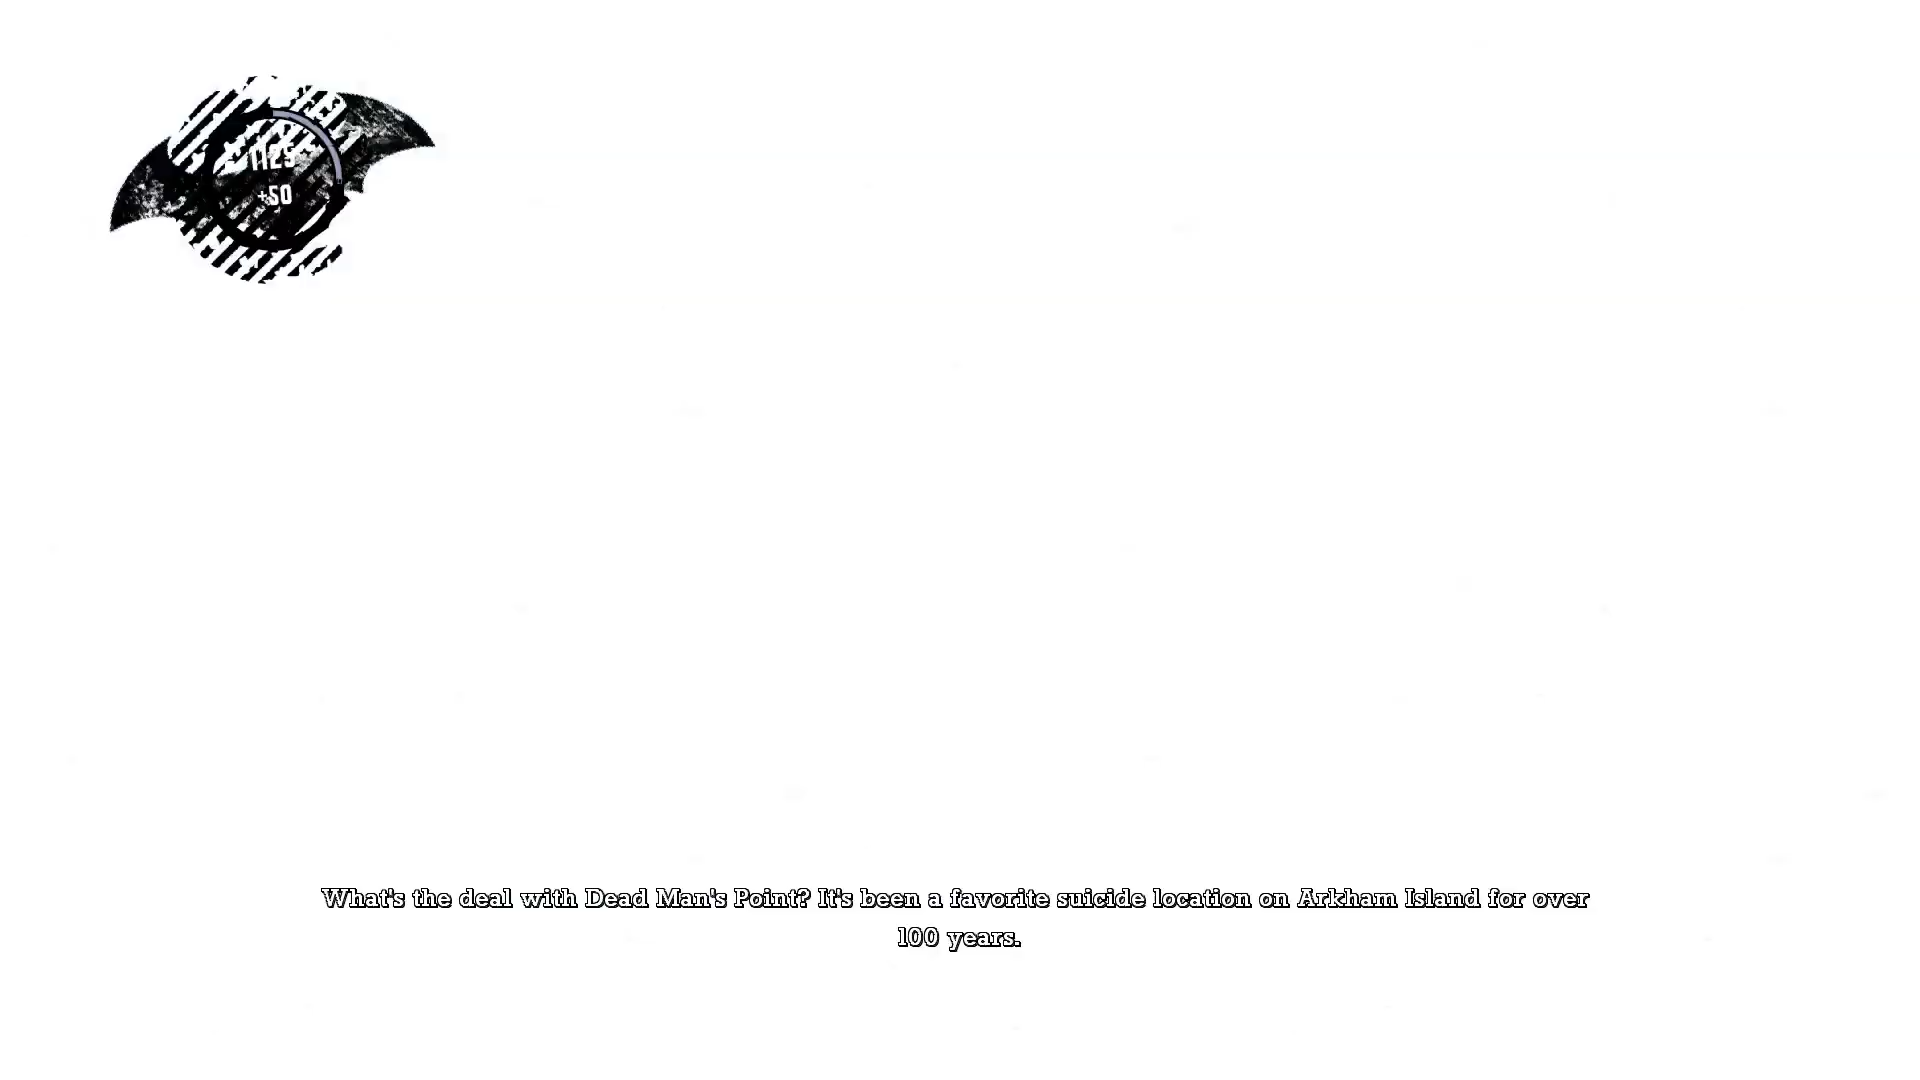 1125
+50
What's the deal with Dead Man's Point? It's been a favorite suicide location on Arkham Island for over
100 years.